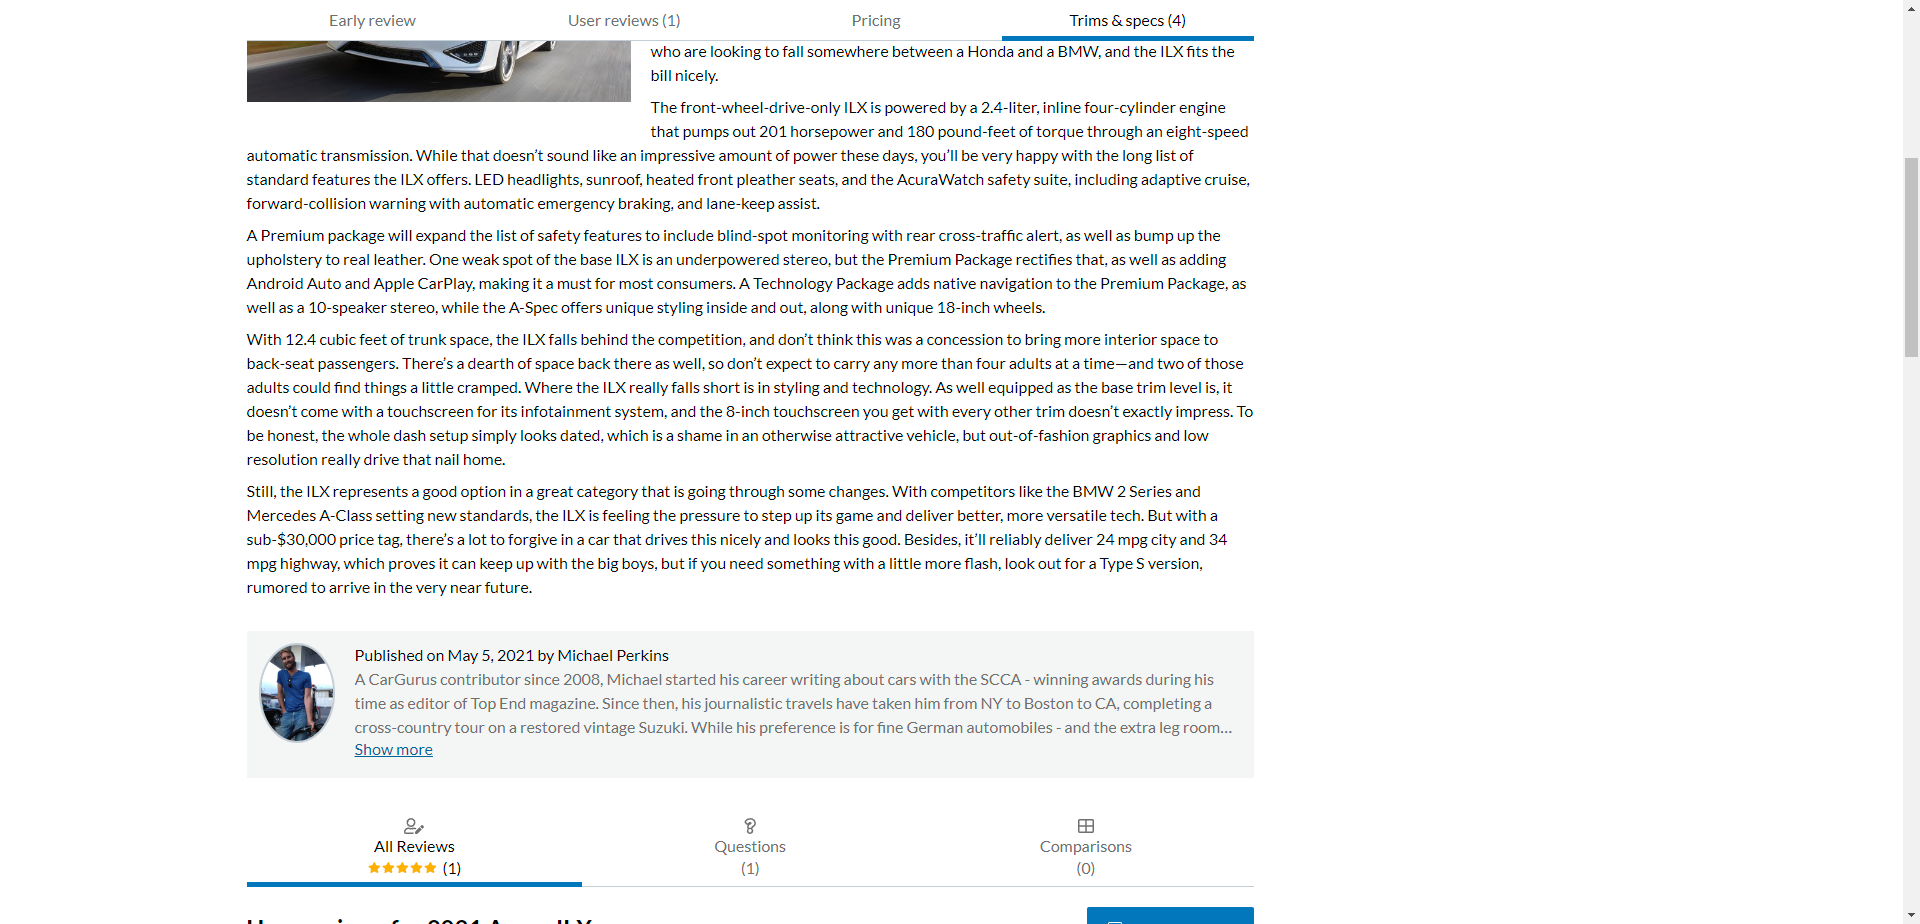 Early review
User reviews (1)
Pricing
Trims & specs (4)
who are looking to fall somewhere between a Honda and a BMW, and the ILX fits the
bill nicely.
The front-wheel-drive-only ILX is powered by a 2.4-liter, inline four-cylinder engine
that pumps out 201 horsepower and 180 pound-feet of torque through an eight-speed
automatic transmission. While that doesn’t sound like an impressive amount of power these days, you’ll be very happy with the long list of
standard features the ILX offers. LED headlights, sunroof, heated front pleather seats, and the AcuraWatch safety suite, including adaptive cruise,
forward-collision warning with automatic emergency braking, and lane-keep assist.
A Premium package will expand the list of safety features to include blind-spot monitoring with rear cross-traffic alert, as well as bump up the
upholstery to real leather. One weak spot of the base ILX is an underpowered stereo, but the Premium Package rectifies that, as well as adding
Android Auto and Apple CarPlay, making it a must for most consumers. A Technology Package adds native navigation to the Premium Package, as
well as a 10-speaker stereo, while the A-Spec offers unique styling inside and out, along with unique 18-inch wheels.
With 12.4 cubic feet of trunk space, the ILX falls behind the competition, and don’t think this was a concession to bring more interior space to
back-seat passengers. There’s a dearth of space back there as well, so don’t expect to carry any more than four adults at a time—and two of those
adults could find things a little cramped. Where the ILX really falls short is in styling and technology. As well equipped as the base trim level is, it
doesn’t come with a touchscreen for its infotainment system, and the 8-inch touchscreen you get with every other trim doesn’t exactly impress. To
be honest, the whole dash setup simply looks dated, which is a shame in an otherwise attractive vehicle, but out-of-fashion graphics and low
resolution really drive that nail home.
Still, the ILX represents a good option in a great category that is going through some changes. With competitors like the BMW 2 Series and
Mercedes A-Class setting new standards, the ILX is feeling the pressure to step up its game and deliver better, more versatile tech. But with a
sub-$30,000 price tag, there’s a lot to forgive in a car that drives this nicely and looks this good. Besides, it’ll reliably deliver 24 mpg city and 34
mpg highway, which proves it can keep up with the big boys, but if you need something with a little more flash, look out for a Type S version,
rumored to arrive in the very near future.
Published on May 5, 2021 by Michael Perkins
A CarGurus contributor since 2008, Michael started his career writing about cars with the SCCA - winning awards during his
time as editor of Top End magazine. Since then, his journalistic travels have taken him from NY to Boston to CA, completing a
cross-country tour on a restored vintage Suzuki. While his preference is for fine German automobiles - and the extra leg room...
Show more
All Reviews
(1)
Questions
(1)
Comparisons
(0)